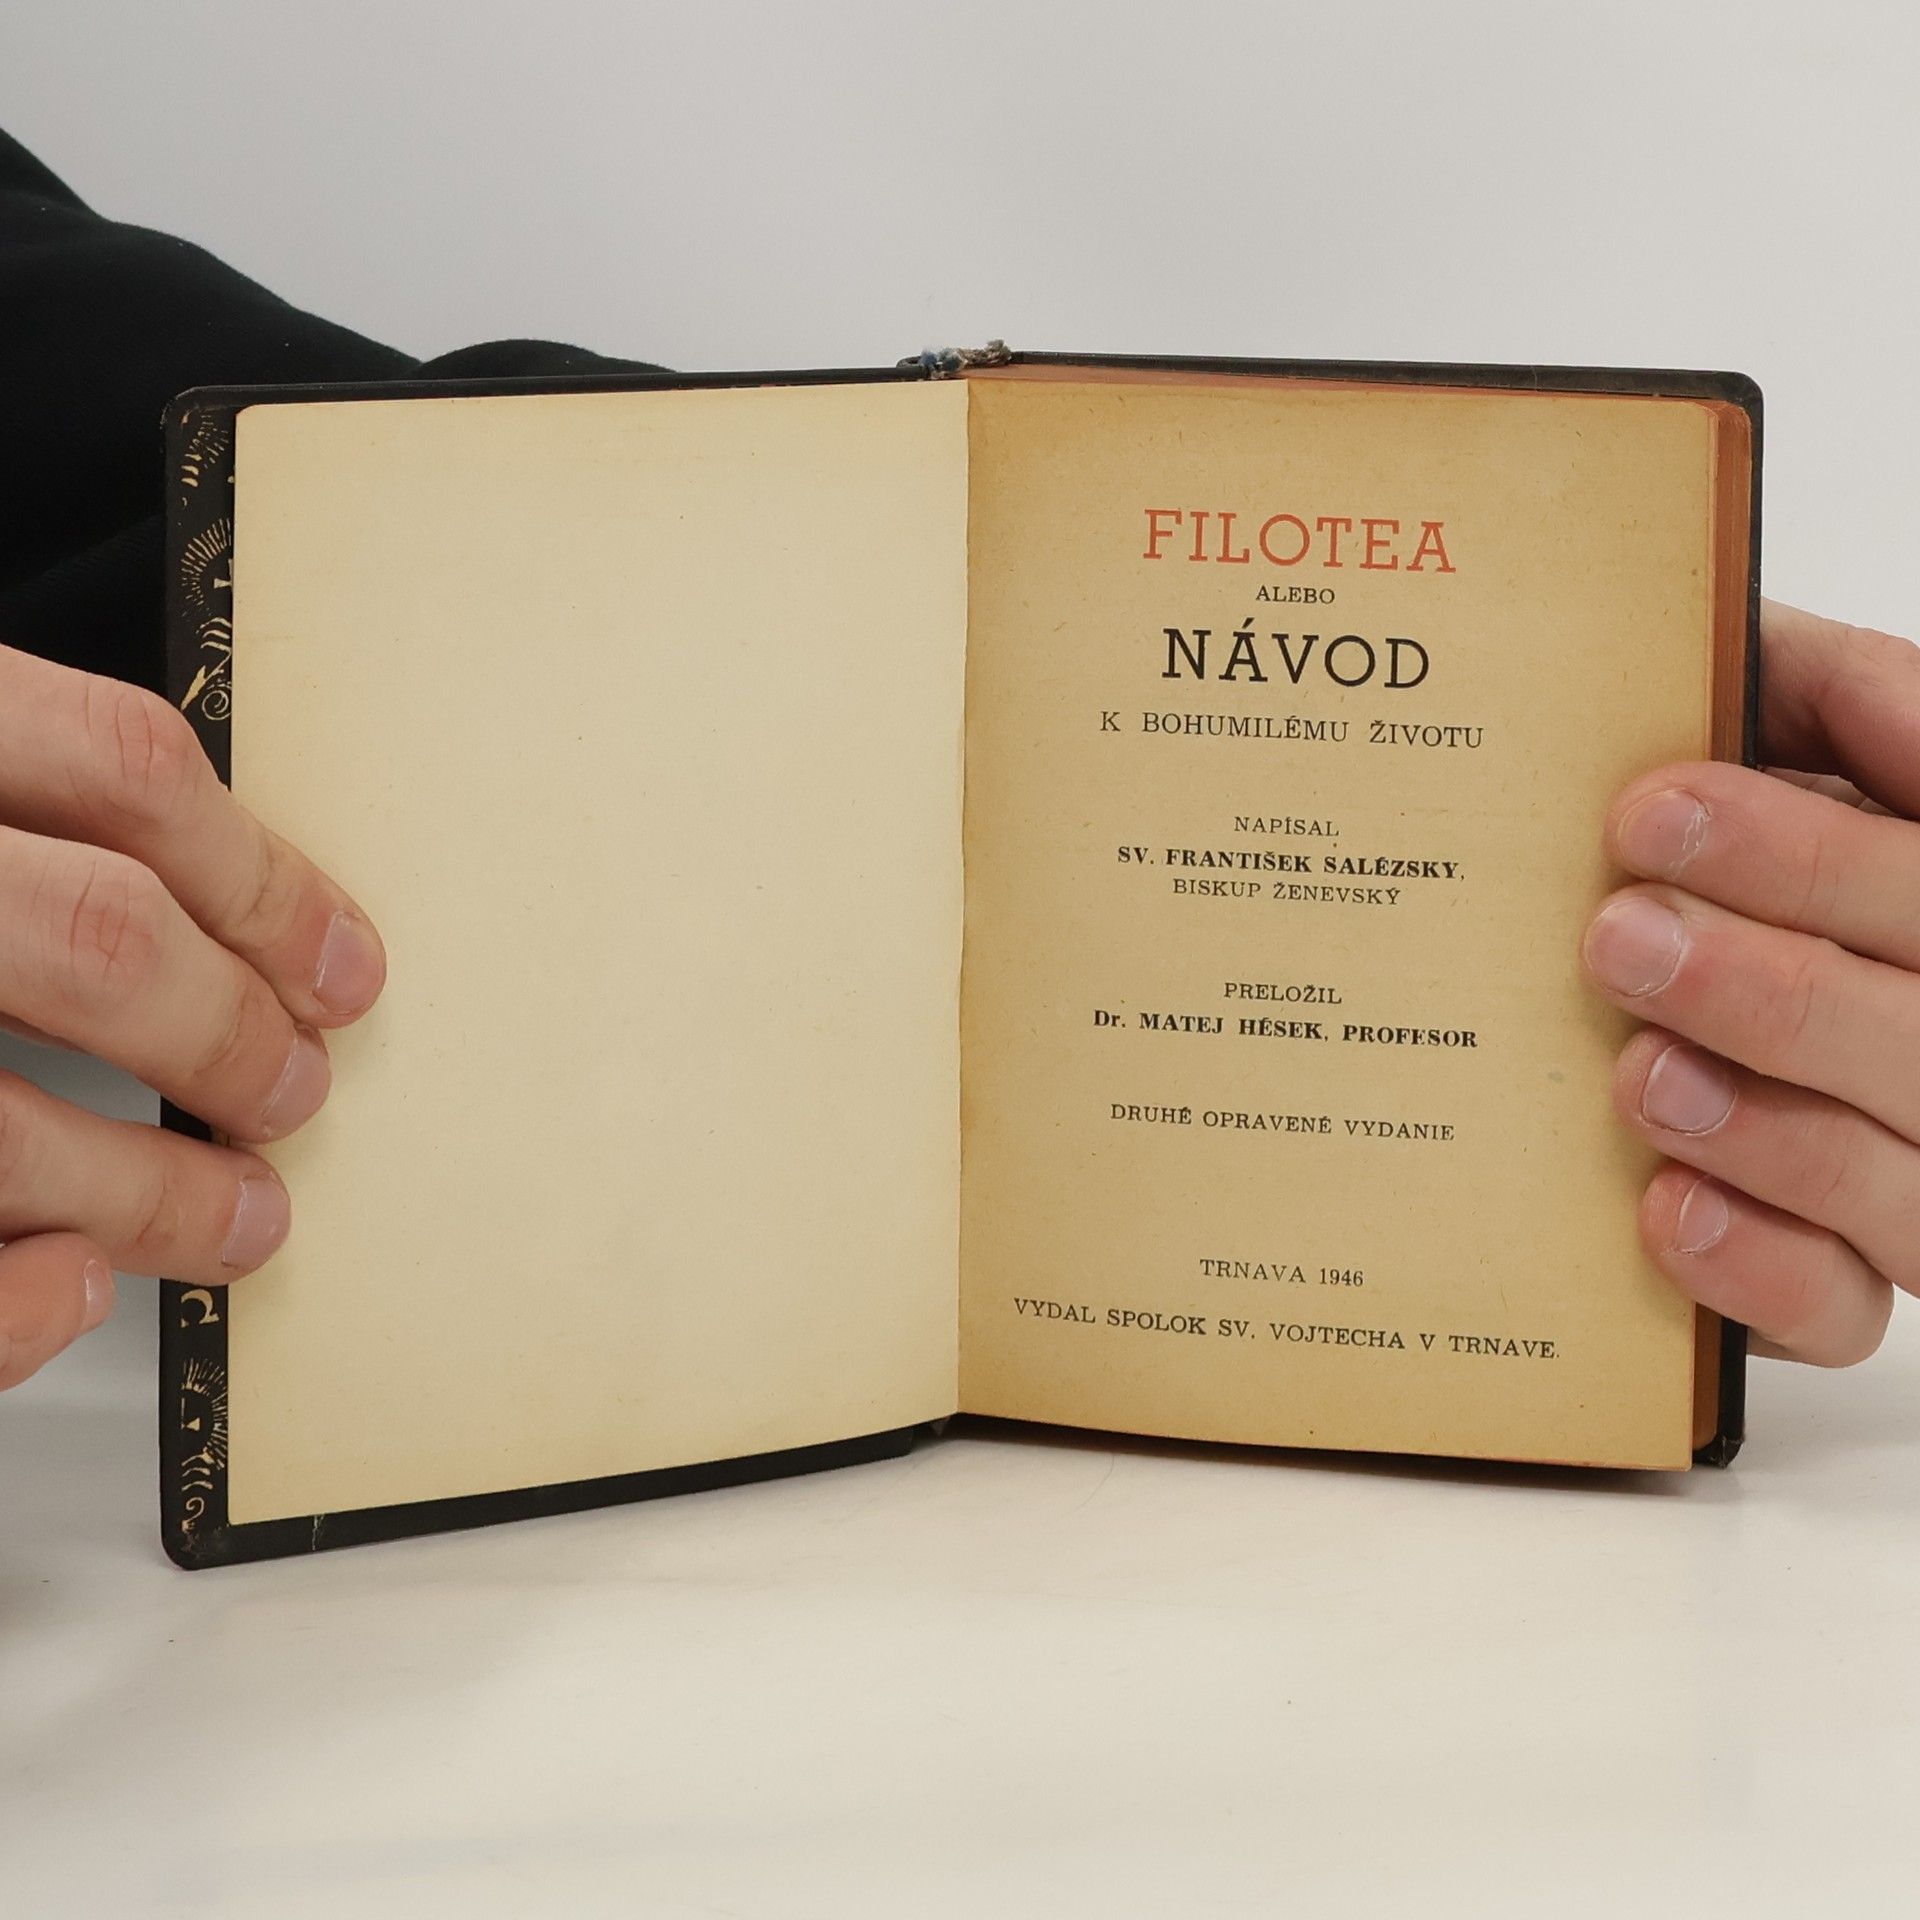 FILOTEA
ALEBO
NÁVOD
K BOHUMILÉMU ŽIVOTU
NAPÍSAL
SV. FRANTIŠEK SALÉZSKY,
BISKUP ŽENEVSKÝ
PRELOŽIL
Dr. MATEJ HÉSEK, PROFESOR
DRUHÉ OPRAVENÉ VYDANIE
TRNAVA 1946
VYDAL SPOLOK SV. VOJTECHA V TRNAVE.